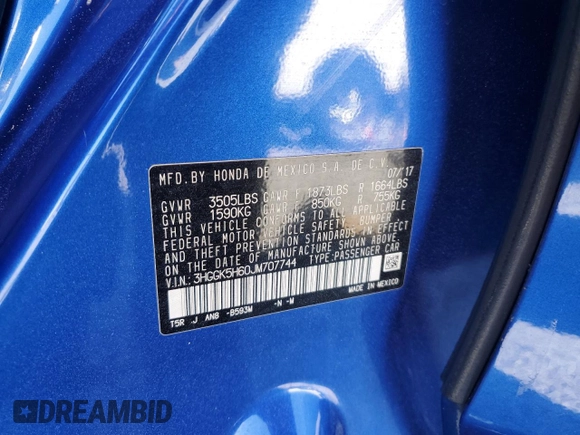 MFD.BY HONDA DE MEXICO S.A. DE C.V.
07/17
GVWR 3505LBS GAWR F 1873LBS R 1664LBS
GVWR 1590KG GAWR F 850KG R 755KG
THIS VEHICLE CONFORMS TO ALL APPLICABLE
FEDERAL MOTOR VEHICLE SAFETY, BUMPER,
AND THEFT PREVENTION STANDARDS IN EFFECT
ON THE DATE OF MANUFACTURE SHOWN ABOVE.
V.I.N.: 3HGGK5H60JM707744 TYPE:PASSENGER CAR
MADE IN MEXICO
T5R .J AN8 -B593M -N -M
DREAMBID